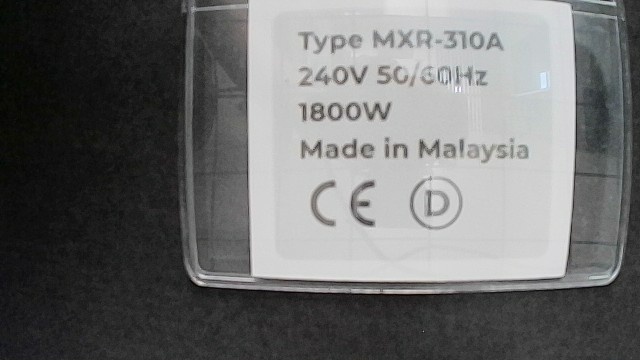 Type MXR-310A
240V 50/60Hz
1800W
Made in Malaysia
CE D